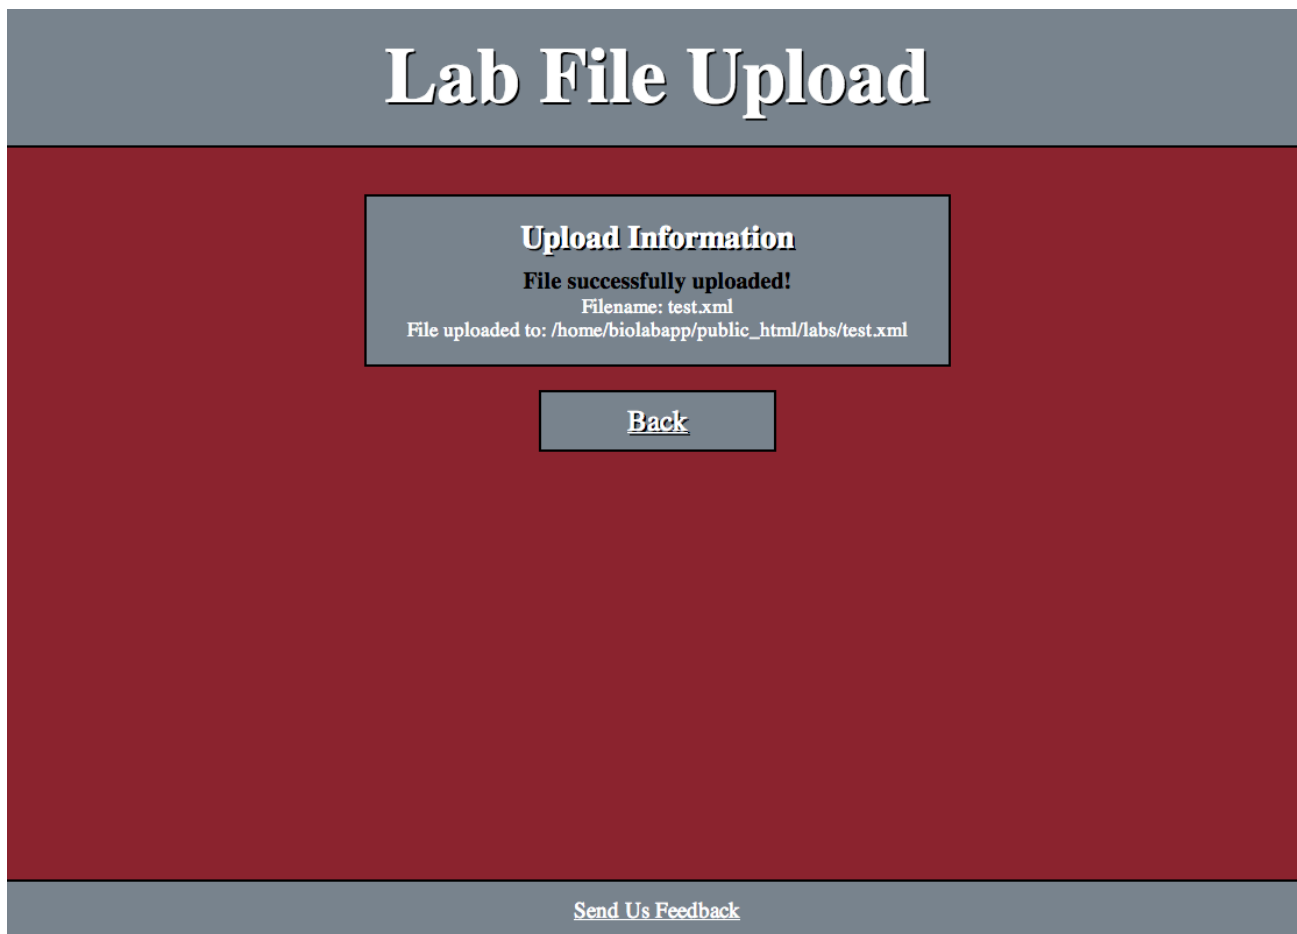 Lab File Upload
Upload Information
File successfully uploaded!
Filename: test.xml
File uploaded to: /home/biolabapp/public_html/labs/test.xml
Back
Send Us Feedback